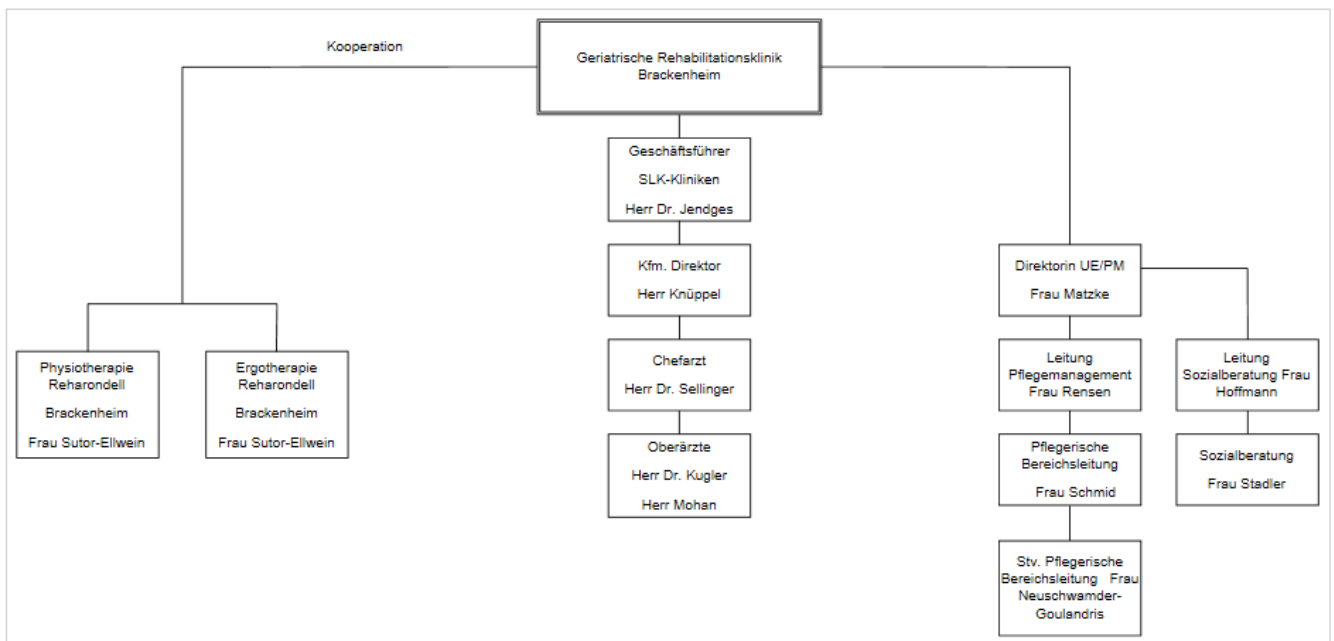 Kooperation
Geriatrische Rehabilitationsklinik
Brackenheim
Geschäftsführer
SLK-Kliniken
Herr Dr. Jendges
Kfm. Direktor
Herr Knüppel
Direktorin UE/PM
Frau Matzke
Physiotherapie
Reharondell
Brackenheim
Frau Sutor-Ellwein
Ergotherapie
Reharondell
Brackenheim
Frau Sutor-Ellwein
Chefarzt
Herr Dr. Sellinger
Leitung
Pflegemanagement
Frau Rensen
Leitung
Sozialberatung Frau
Hoffmann
Oberärzte
Herr Dr. Kugler
Herr Mohan
Pflegerische
Bereichsleitung
Frau Schmid
Sozialberatung
Frau Stadler
Stv. Pflegerische
Bereichsleitung Frau
Neuschwamder-
Goulandris